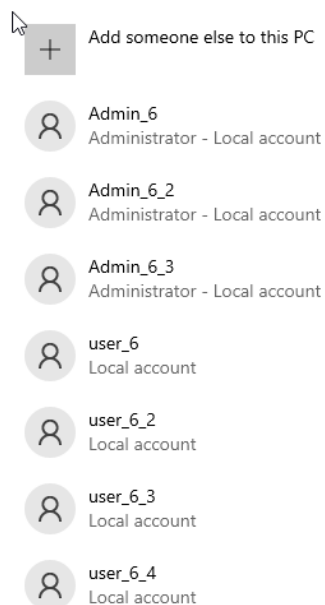 Add someone else to this PC
Admin_6
Administrator - Local account
Admin_6_2
Administrator - Local account
Admin_6_3
Administrator - Local account
user_6
Local account
user_6_2
Local account
user_6_3
Local account
user_6_4
Local account